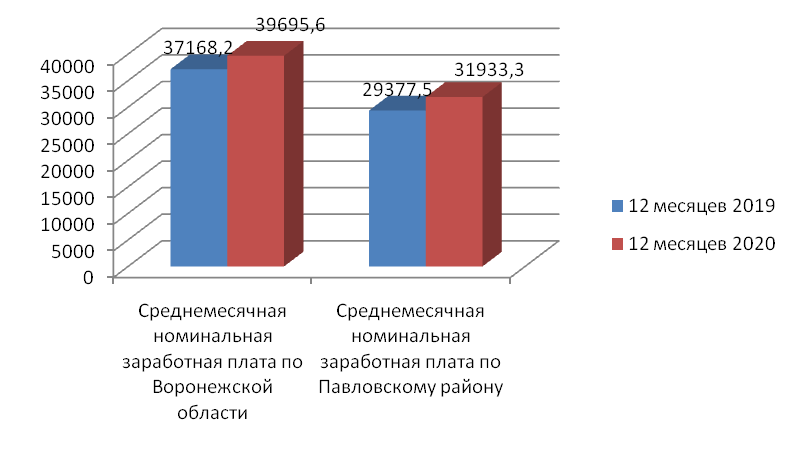 39695,6
37168,2
31933,3
29377,5
40000
35000
30000
25000
20000
15000
10000
5000
0
12 месяцев 2019
12 месяцев 2020
Среднемесячная
номинальная
заработная плата по
Воронежской
области
Среднемесячная
номинальная
заработная плата по
Павловскому району